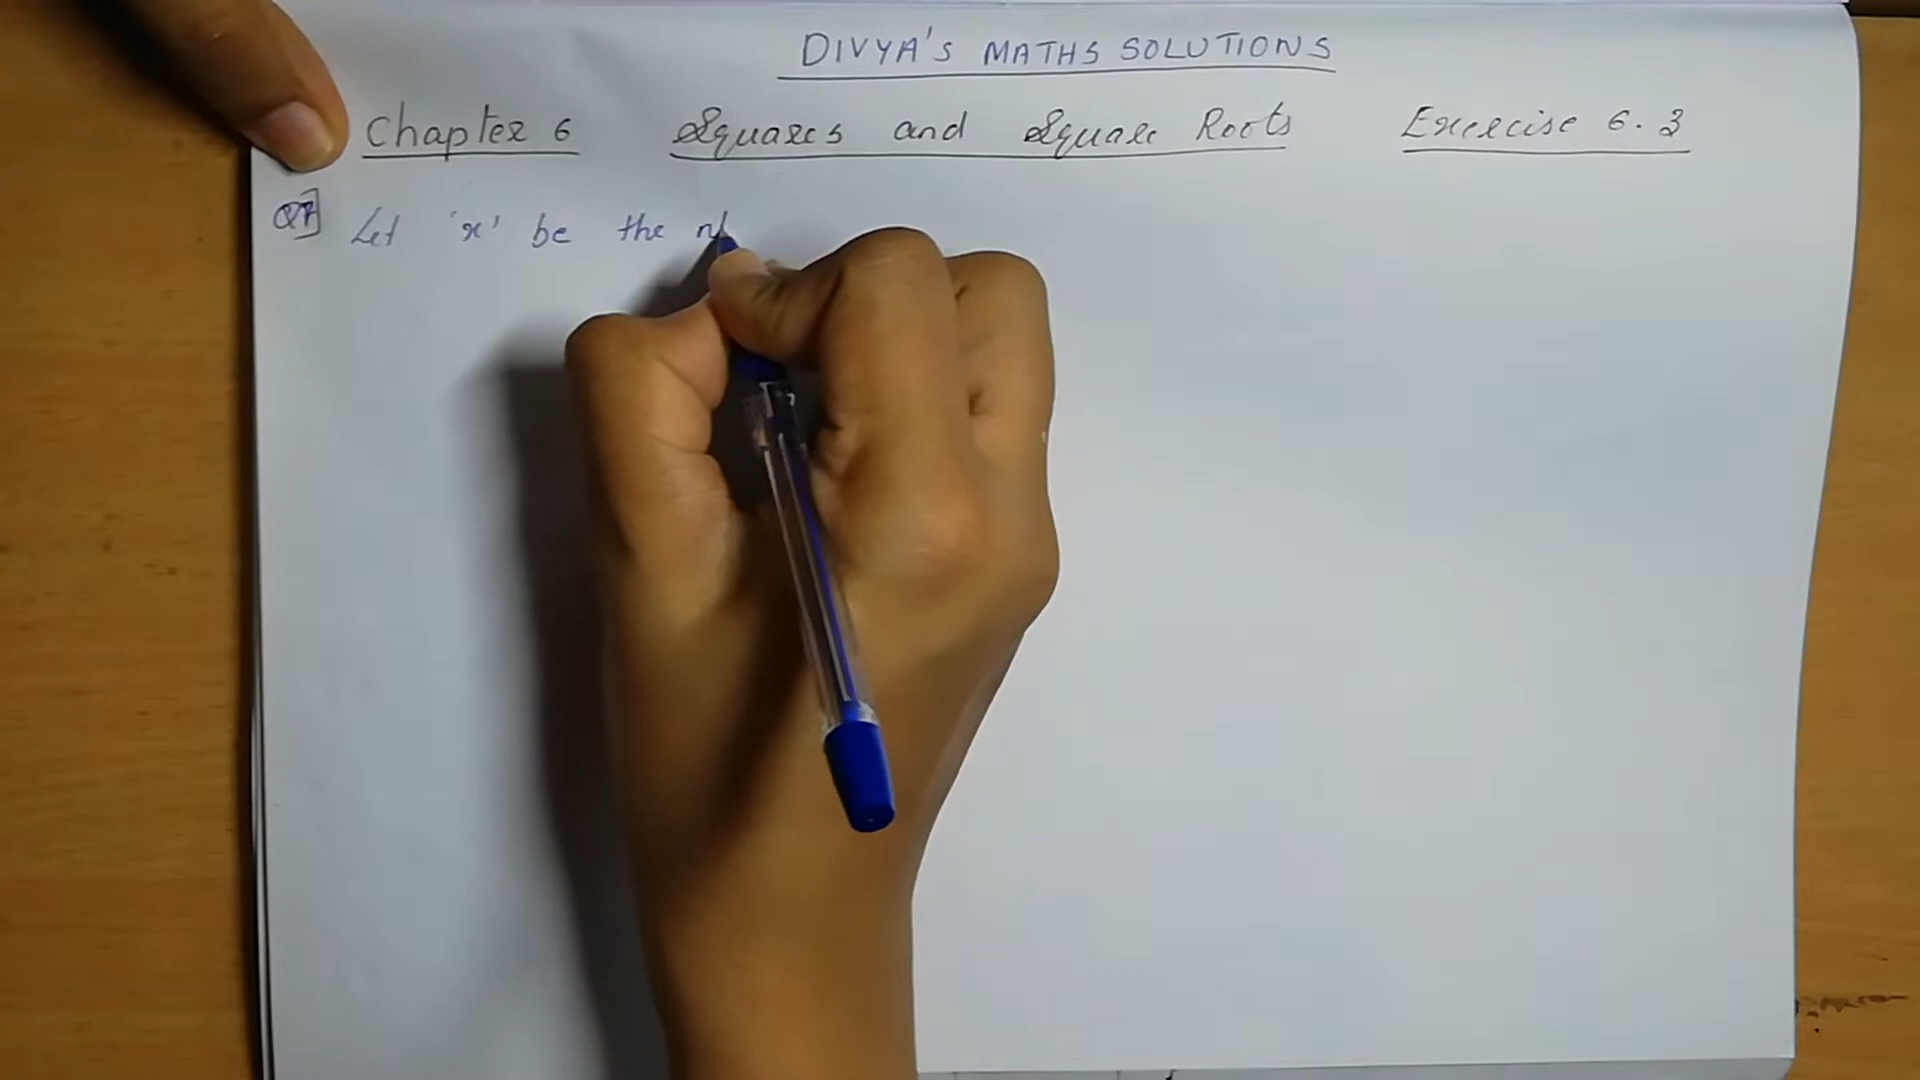 DIVYA'S MATHS SOLUTIONS
Chapter 6 Squares and Square Roots Exercise 6.3
Q7] Let 'x' be the